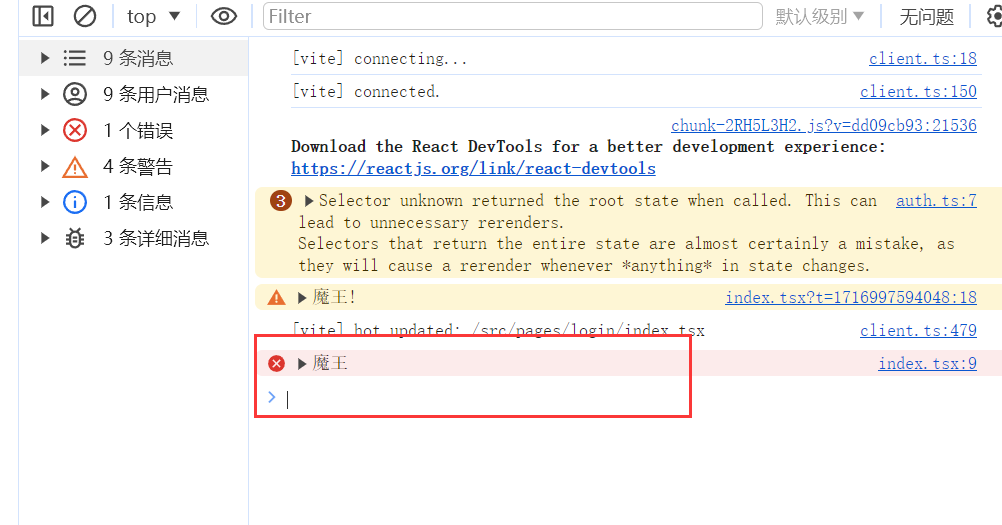 top
Filter
默认级别
无问题
9 条消息
9 条用户消息
1 个错误
4 条警告
1 条信息
3 条详细消息
[vite] connecting...
client.ts:18
[vite] connected.
client.ts:150
chunk-2RH5L3H2.js?v=dd09cb93:21536
Download the React DevTools for a better development experience:
https://reactjs.org/link/react-devtools
3
Selector unknown returned the root state when called. This can
auth.ts:7
lead to unnecessary rerenders.
Selectors that return the entire state are almost certainly a mistake, as
they will cause a rerender whenever *anything* in state changes.
魔王!
index.tsx?t=1716997594048:18
[vite] hot updated: /src/pages/login/index.tsx
client.ts:479
魔王
index.tsx:9